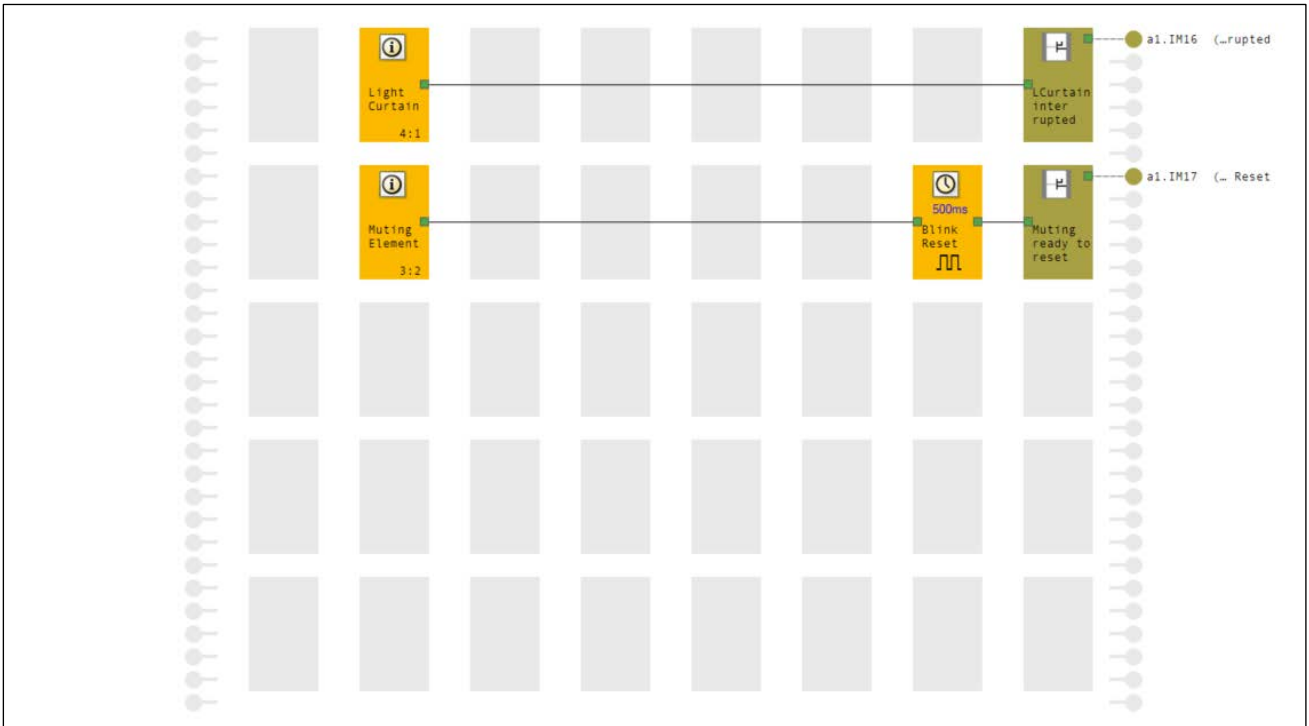 a1.IM16 (…rupted
Light
Curtain
4:1
LCurtain
inter
rupted
a1.IM17 (… Reset
500ms
Muting
Element
3:2
Blink
Reset
Muting
ready to
reset